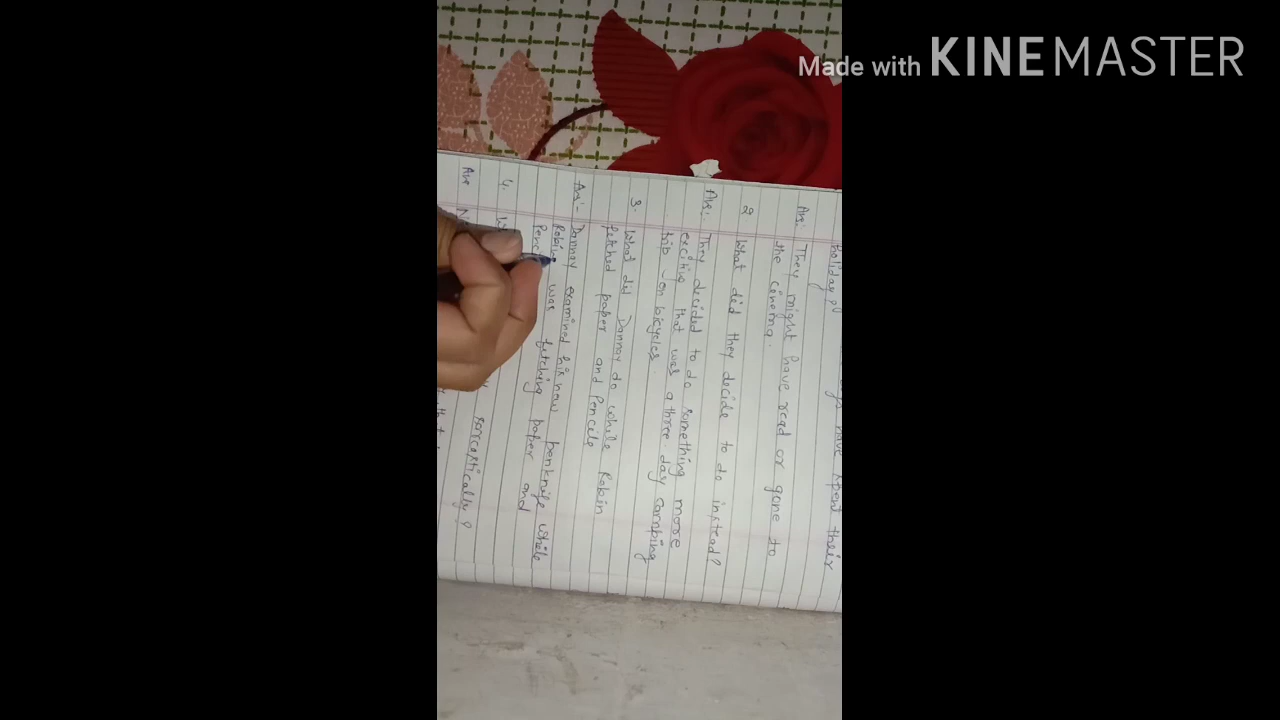 Made with KINEMASTER
holiday?
have spent their
Ans: They might have read or gone to
the cinema.
2 What did they decide to do instead?
Ans: They decided to do something more
exciting that was a three-day camping
trip on bicycles.
3. What did Dannoy do while Robin
fetched paper and pencils
Ans:- Dannoy examined his new penknife while
Robin was fetching paper and
4.
sarcastically?
Ans